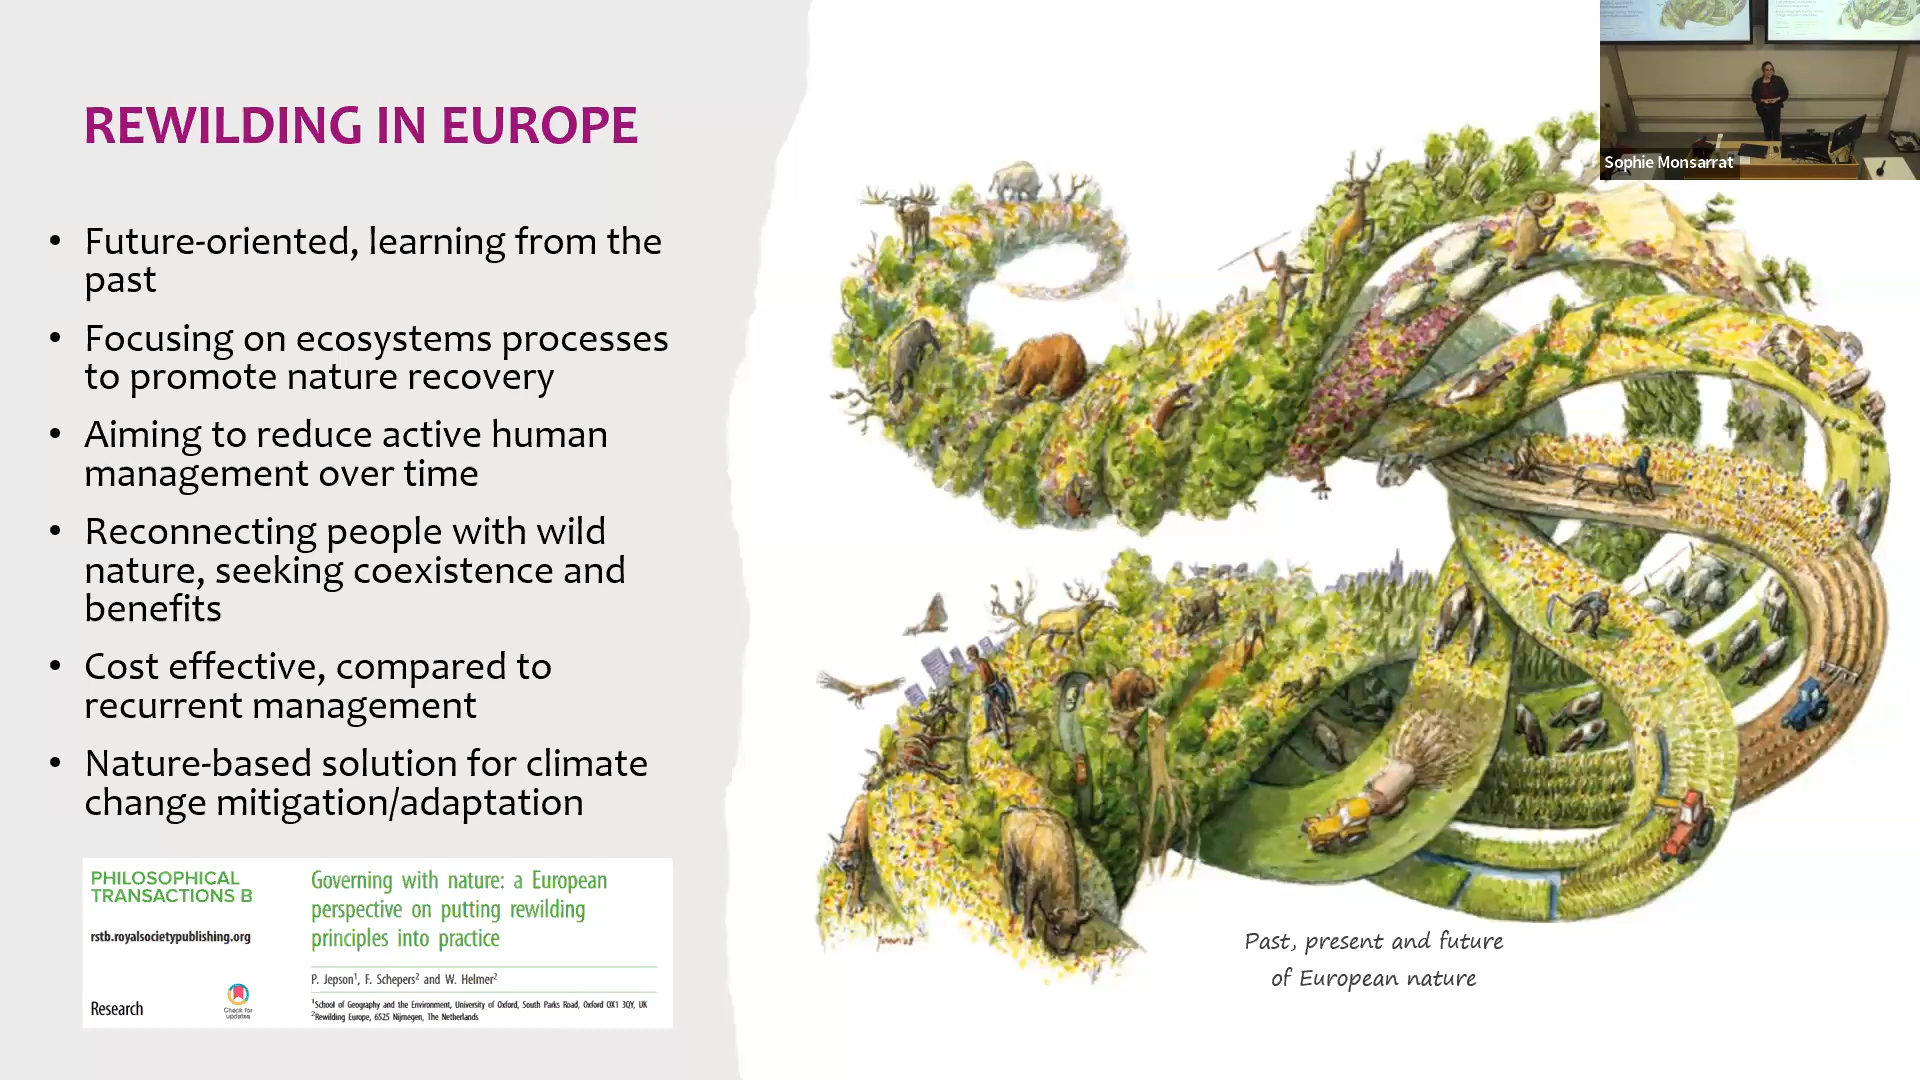 REWILDING IN EUROPE
• Future-oriented, learning from the
past
• Focusing on ecosystems processes
to promote nature recovery
• Aiming to reduce active human
management over time
• Reconnecting people with wild
nature, seeking coexistence and
benefits
• Cost effective, compared to
recurrent management
• Nature-based solution for climate
change mitigation/adaptation
PHILOSOPHICAL
TRANSACTIONS B
rstb.royalsocietypublishing.org
Research
Check for
updates
Governing with nature: a European
perspective on putting rewilding
principles into practice
P. Jepson1, F. Schepers2 and W. Helmer2
1School of Geography and the Environment, University of Oxford, South Parks Road, Oxford OX1 3QY, UK
2Rewilding Europe, 6525 Nijmegen, The Netherlands
Sophie Monsarrat
Past, present and future
of European nature